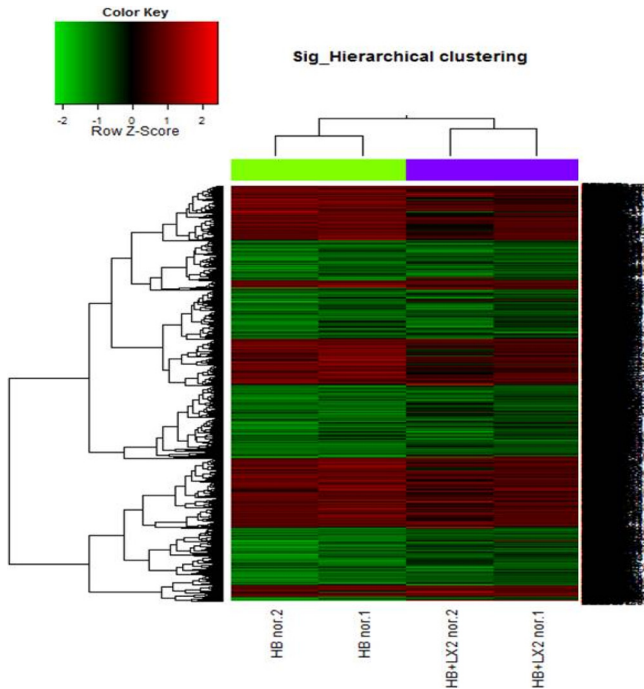 Color Key
-2 -1 0 1 2
Row Z-Score
Sig_Hierarchical clustering
HB nor.2
HB nor.1
HB+LX2 nor.2
HB+LX2 nor.1